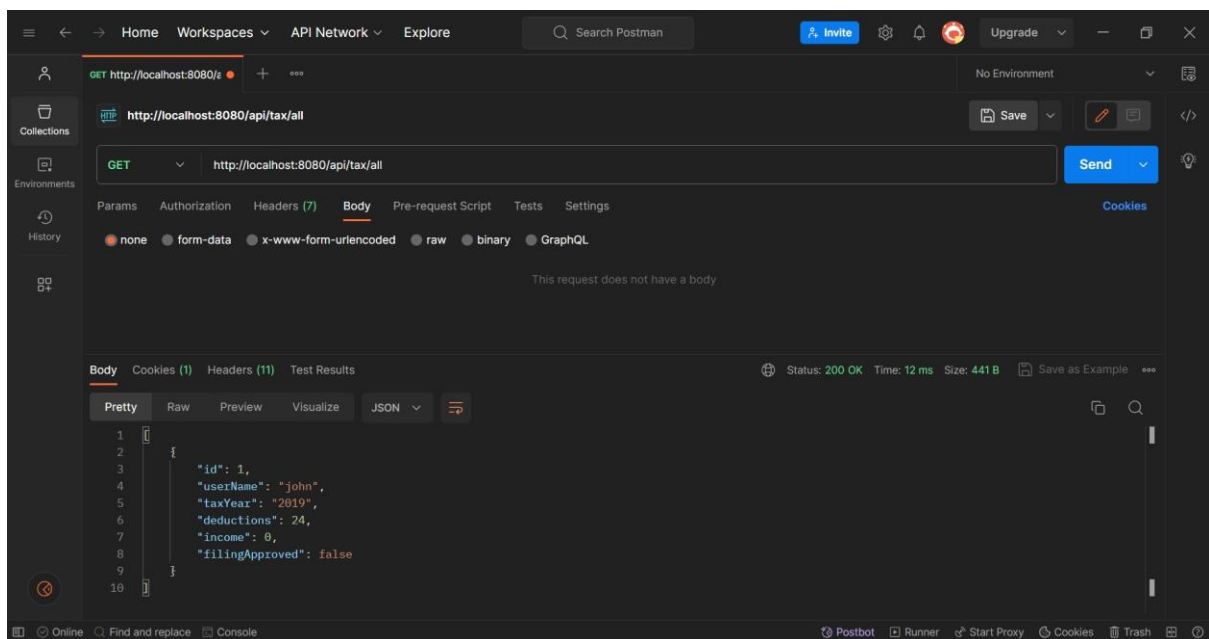 Home Workspaces API Network Explore Search Postman Invite Upgrade
GET http://localhost:8080/a No Environment
HTTP http://localhost:8080/api/tax/all Save
Collections
GET http://localhost:8080/api/tax/all Send
Environments
Params Authorization Headers (7) Body Pre-request Script Tests Settings Cookies
History
none form-data x-www-form-urlencoded raw binary GraphQL
This request does not have a body
Body Cookies (1) Headers (11) Test Results Status: 200 OK Time: 12 ms Size: 441 B Save as Example
Pretty Raw Preview Visualize JSON
1 [
2 {
3 "id": 1,
4 "userName": "john",
5 "taxYear": "2019",
6 "deductions": 24,
7 "income": 0,
8 "filingApproved": false
9 }
10 ]
Online Find and replace Console Postbot Runner Start Proxy Cookies Trash